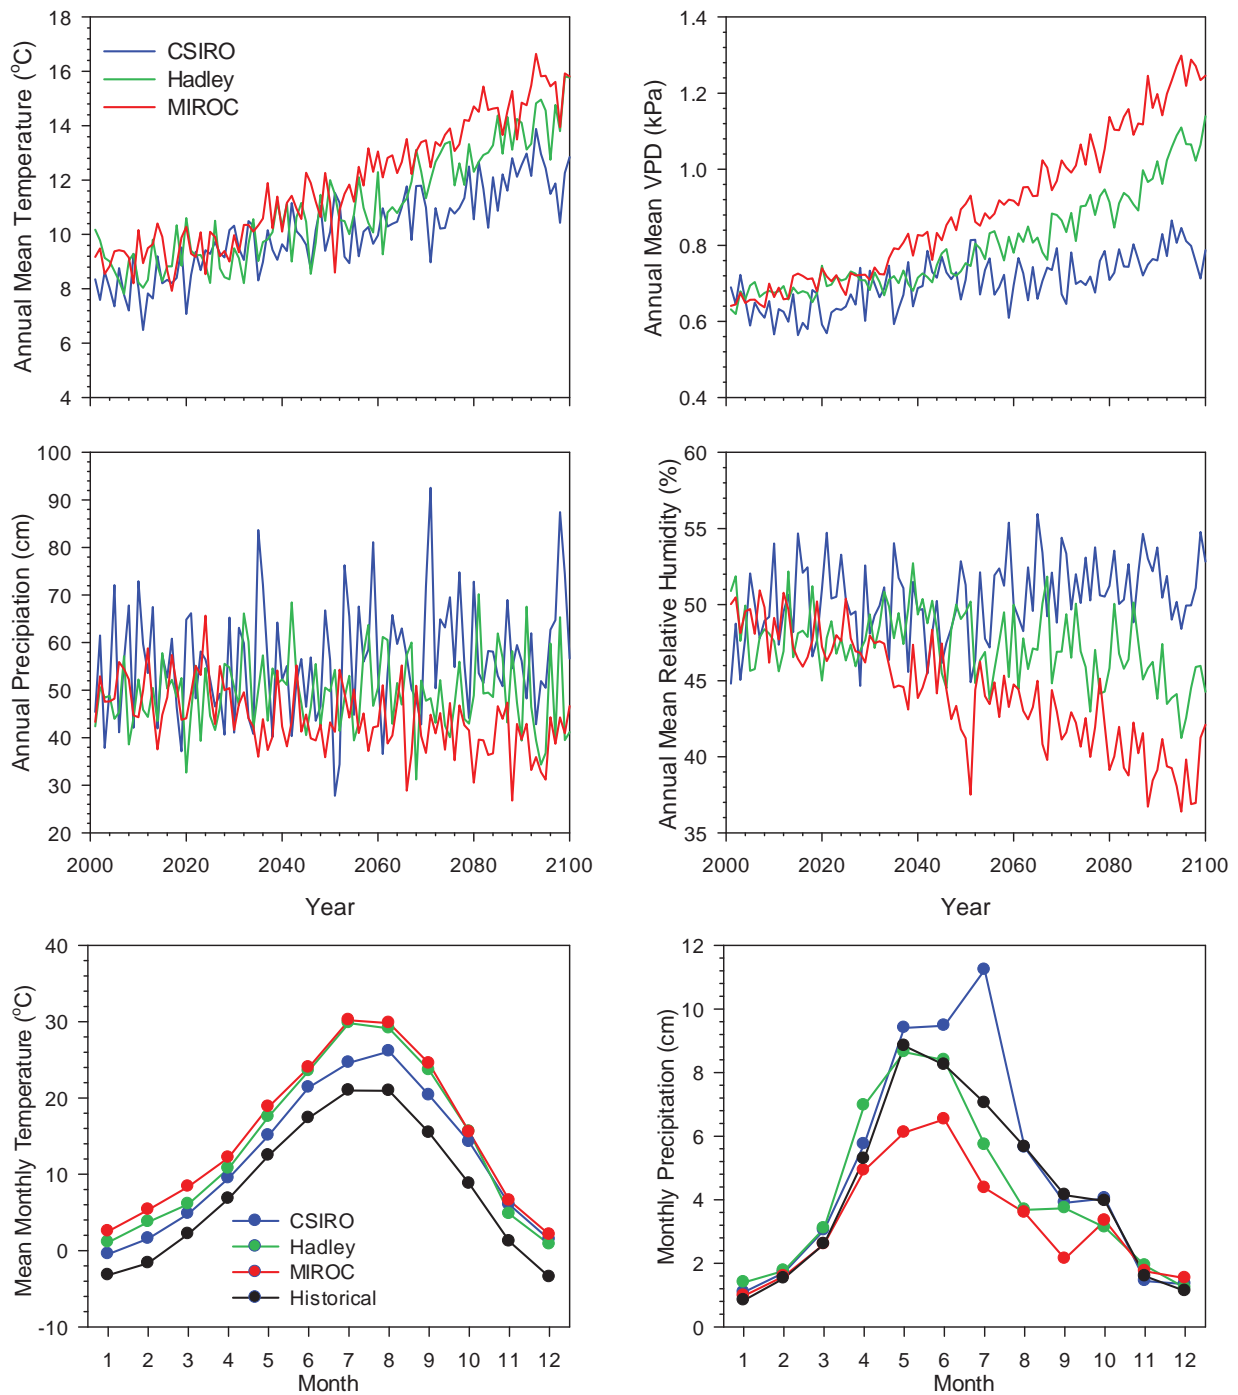 Annual Mean Temperature (°C)
18
16
14
12
10
8
6
4
CSIRO
Hadley
MIROC
Annual Mean VPD (kPa)
1.4
1.2
1.0
0.8
0.6
0.4
Annual Precipiation (cm)
100
90
80
70
60
50
40
30
20
2000 2020 2040 2060 2080 2100
Year
Annual Mean Relative Humidity (%)
60
55
50
45
40
35
2000 2020 2040 2060 2080 2100
Year
Mean Monthly Temperature (°C)
40
30
20
10
0
-10
CSIRO
Hadley
MIROC
Historical
1 2 3 4 5 6 7 8 9 10 11 12
Month
Monthly Precipitation (cm)
12
10
8
6
4
2
0
1 2 3 4 5 6 7 8 9 10 11 12
Month